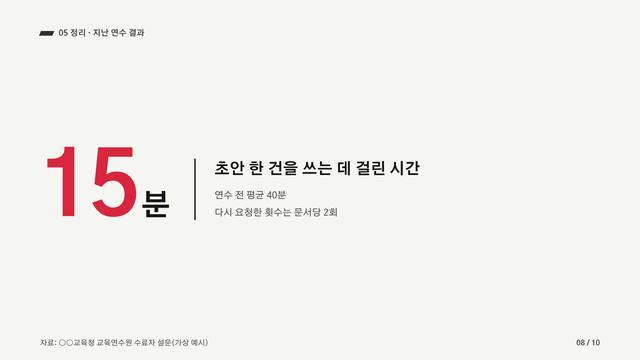 05 정리 · 지난 연수 결과
15분
초안 한 건을 쓰는 데 걸린 시간
연수 전 평균 40분
다시 요청한 횟수는 문서당 2회
자료: ○○교육청 교육연수원 수료자 설문(가상 예시)
08 / 10